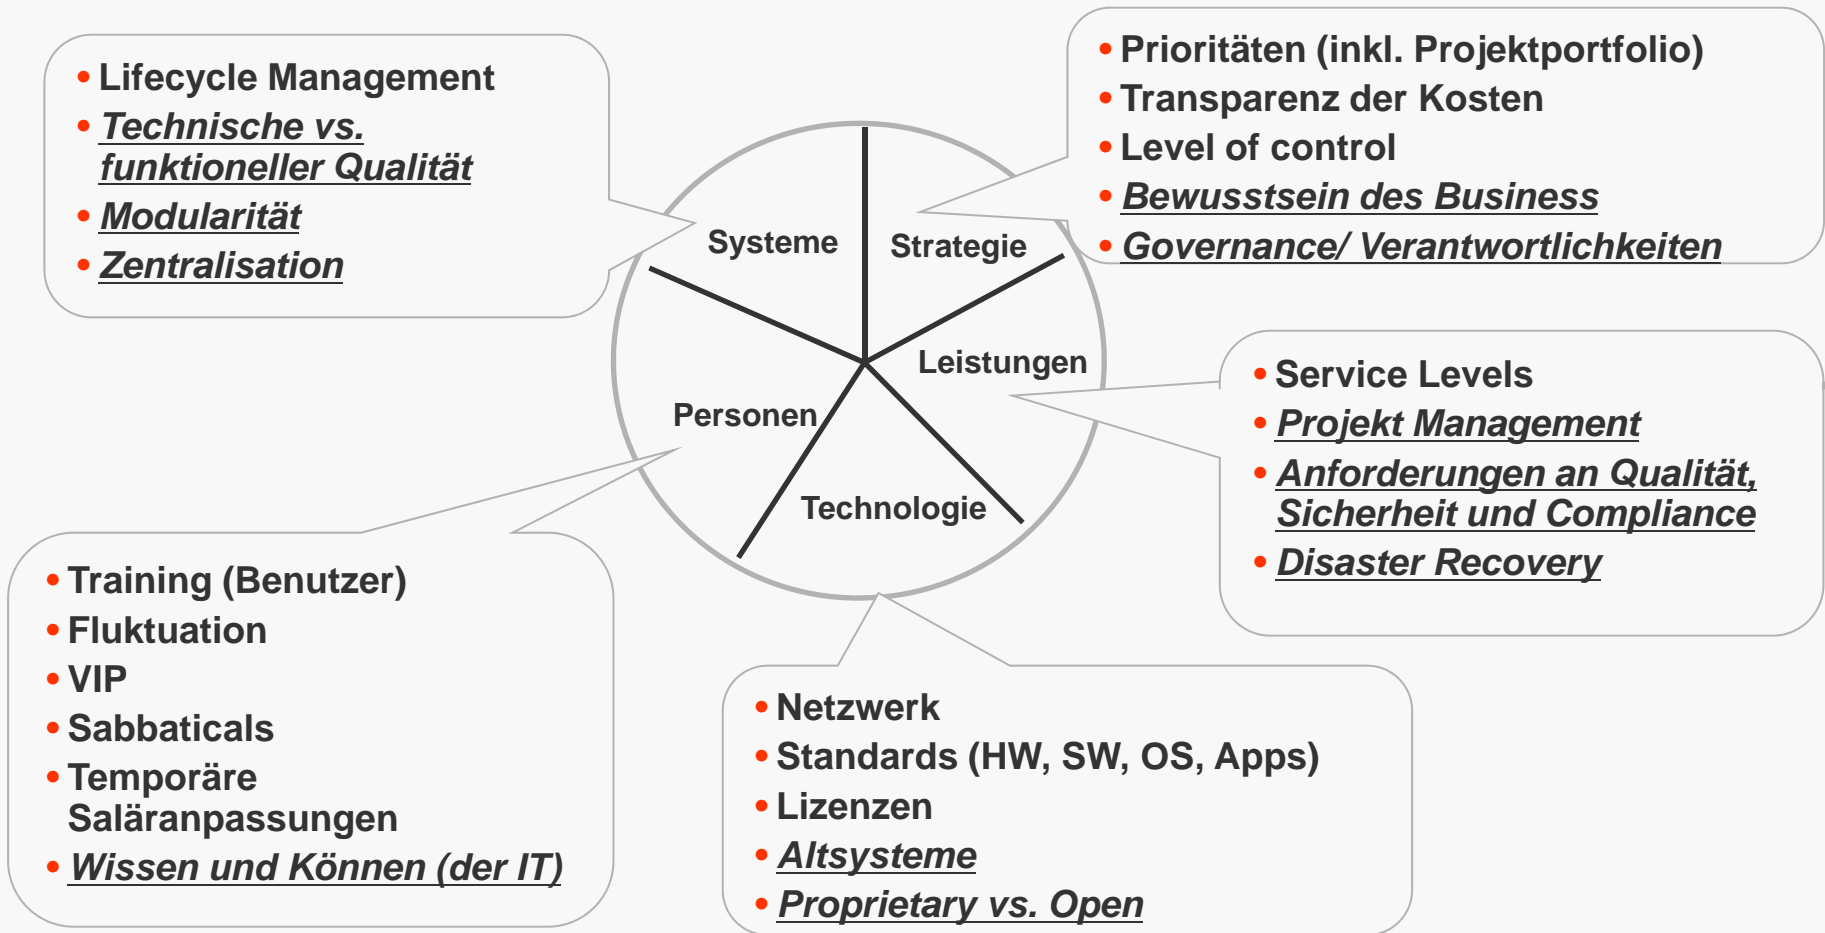 • Lifecycle Management
• Technische vs.
funktioneller Qualität
• Modularität
• Zentralisation
• Prioritäten (inkl. Projektportfolio)
• Transparenz der Kosten
• Level of control
• Bewusstsein des Business
• Governance/ Verantwortlichkeiten
Systeme
Strategie
Leistungen
Personen
Technologie
• Service Levels
• Projekt Management
• Anforderungen an Qualität,
Sicherheit und Compliance
• Disaster Recovery
• Training (Benutzer)
• Fluktuation
• VIP
• Sabbaticals
• Temporäre
Saläranpassungen
• Wissen und Können (der IT)
• Netzwerk
• Standards (HW, SW, OS, Apps)
• Lizenzen
• Altsysteme
• Proprietary vs. Open